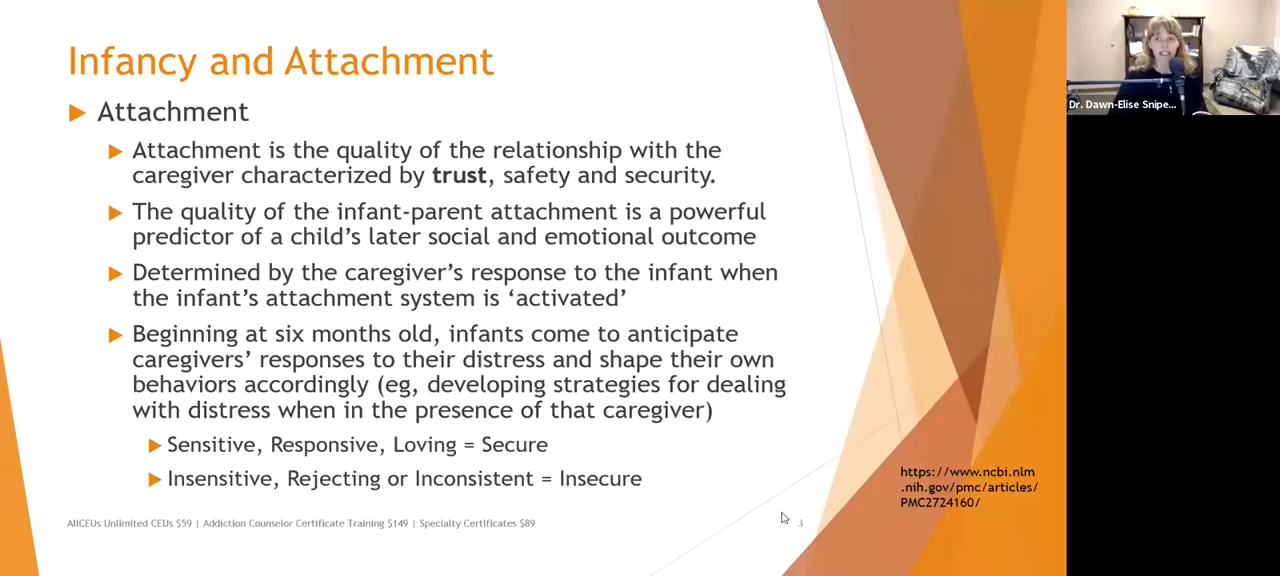 Infancy and Attachment
Attachment
Attachment is the quality of the relationship with the
caregiver characterized by trust, safety and security.
The quality of the infant-parent attachment is a powerful
predictor of a child's later social and emotional outcome
Determined by the caregiver's response to the infant when
the infant's attachment system is 'activated'
Beginning at six months old, infants come to anticipate
caregivers' responses to their distress and shape their own
behaviors accordingly (eg, developing strategies for dealing
with distress when in the presence of that caregiver)
Sensitive, Responsive, Loving = Secure
Insensitive, Rejecting or Inconsistent = Insecure
https://www.ncbi.nlm
.nih.gov/pmc/articles/
PMC2724160/
AllCEUs Unlimited CEUs $59 | Addiction Counselor Certificate Training $149 | Specialty Certificates $89
3
Dr. Dawn-Elise Snipe...